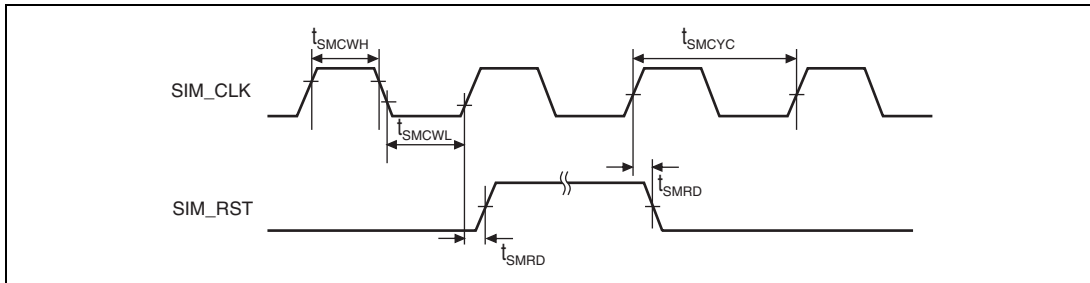 tSMCWH
tSMCYC
SIM_CLK
tSMCWL
tSMRD
SIM_RST
tSMRD